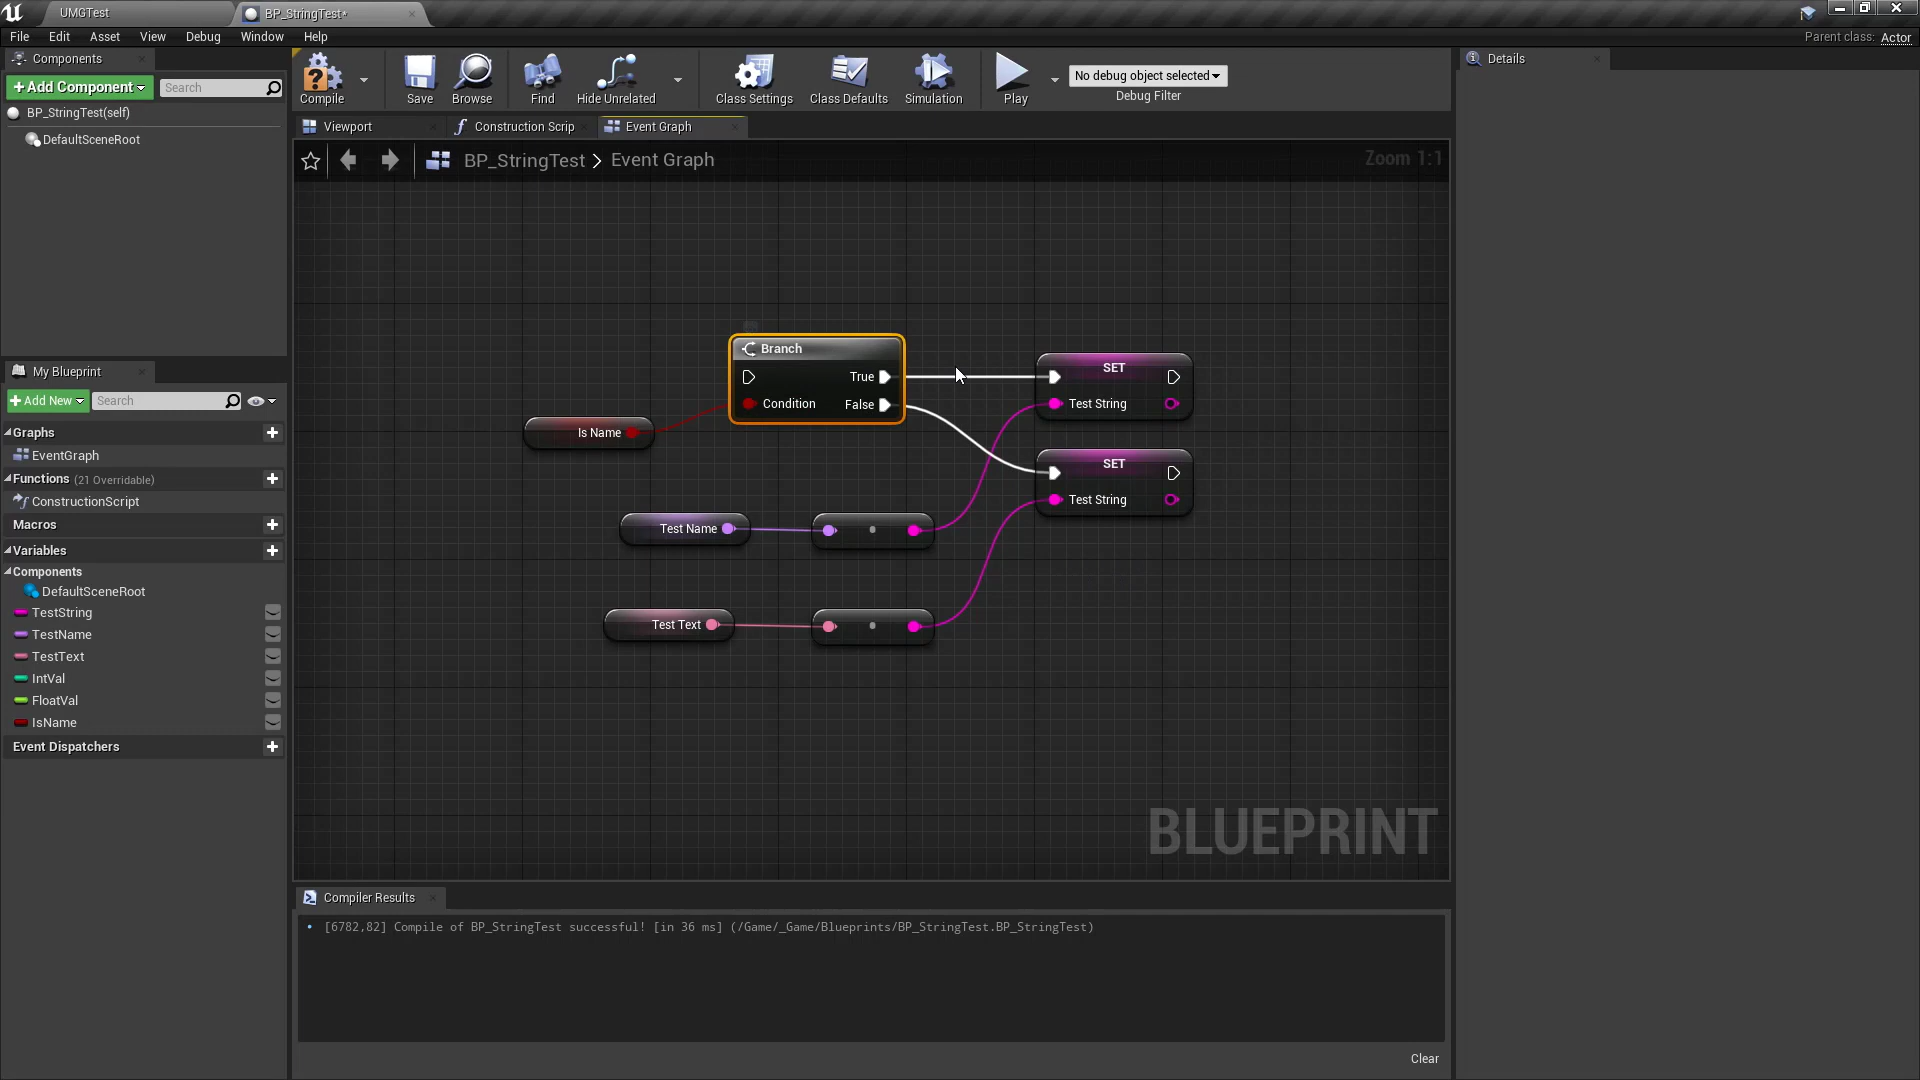 UMGTest
BP_StringTest*
File Edit Asset View Debug Window Help
Parent class: Actor
Components
+Add Component
Search
BP_StringTest(self)
DefaultSceneRoot
Compile
Save
Browse
Find
Hide Unrelated
Class Settings
Class Defaults
Simulation
Play
No debug object selected
Debug Filter
Details
Viewport
Construction Scrip
Event Graph
BP_StringTest > Event Graph
Zoom 1:1
Branch
True
Condition
False
Is Name
SET
Test String
SET
Test String
Test Name
Test Text
BLUEPRINT
My Blueprint
+Add New
Search
Graphs
EventGraph
Functions (21 Overridable)
ConstructionScript
Macros
Variables
Components
DefaultSceneRoot
TestString
TestName
TestText
IntVal
FloatVal
IsName
Event Dispatchers
Compiler Results
• [6782,82] Compile of BP_StringTest successful! [in 36 ms] (/Game/_Game/Blueprints/BP_StringTest.BP_StringTest)
Clear